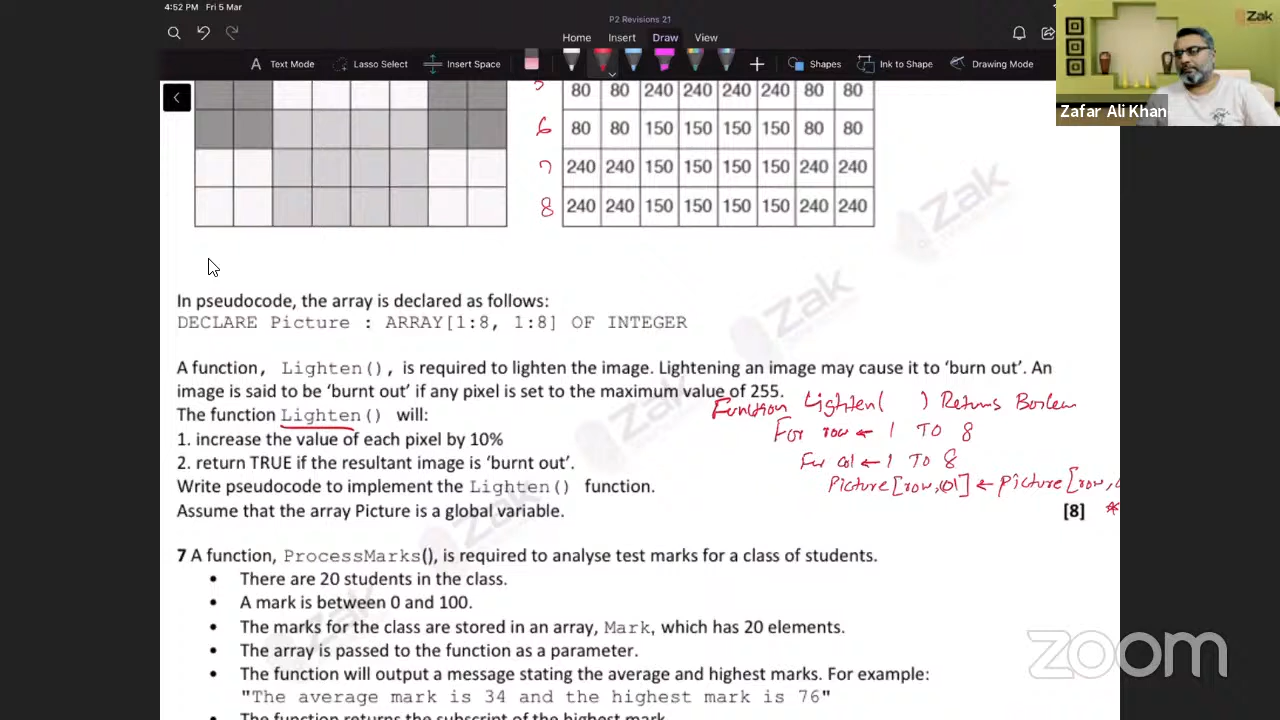 4:52 PM Fri 5 Mar
P2 Revisions 21
Home Insert Draw View
Text Mode Lasso Select Insert Space Shapes Ink to Shape Drawing Mode
Zak
Zafar Ali Khan
80 80 240 240 240 240 80 80
6 80 80 150 150 150 150 80 80
7 240 240 150 150 150 150 240 240
8 240 240 150 150 150 150 240 240
Zak
Zak
In pseudocode, the array is declared as follows:
DECLARE Picture : ARRAY[1:8, 1:8] OF INTEGER
A function, Lighten(), is required to lighten the image. Lightening an image may cause it to ‘burn out’. An
image is said to be ‘burnt out’ if any pixel is set to the maximum value of 255.
The function Lighten() will:
1. increase the value of each pixel by 10%
2. return TRUE if the resultant image is ‘burnt out’.
Write pseudocode to implement the Lighten() function.
Assume that the array Picture is a global variable.
[8]
Function Lighten( ) Returns Boolean
For row ← 1 TO 8
For col ← 1 TO 8
Picture[row,col] ← Picture[row,
*
7 A function, ProcessMarks(), is required to analyse test marks for a class of students.
• There are 20 students in the class.
• A mark is between 0 and 100.
• The marks for the class are stored in an array, Mark, which has 20 elements.
• The array is passed to the function as a parameter.
• The function will output a message stating the average and highest marks. For example:
"The average mark is 34 and the highest mark is 76"
• The function returns the subscript of the highest mark
Zak
zoom